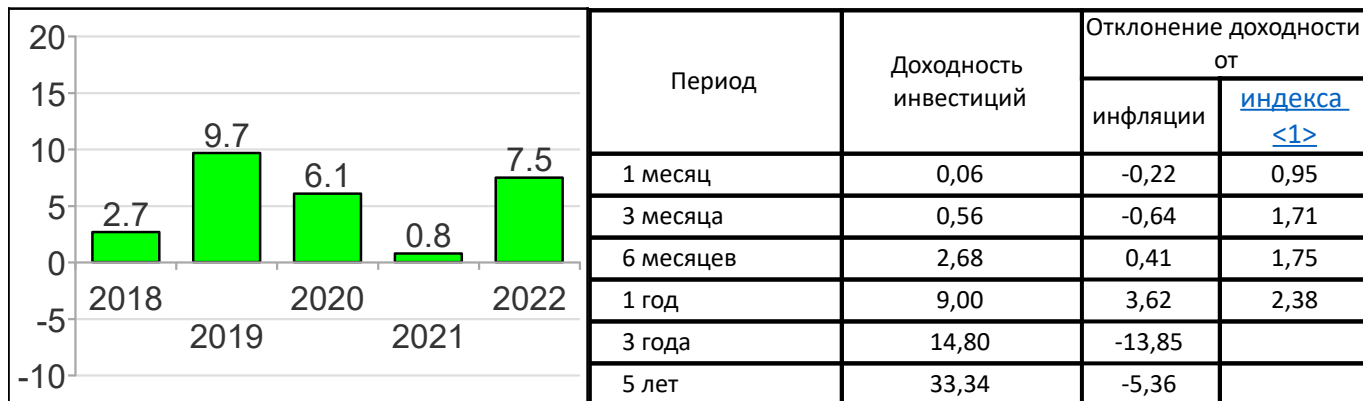 20
15
10
5
0
-5
-10
2.7
9.7
6.1
0.8
7.5
2018
2019
2020
2021
2022
Период
Доходность
инвестиций
Отклонение доходности
от
инфляции
индекса
<1>
1 месяц 0,06 -0,22 0,95
3 месяца 0,56 -0,64 1,71
6 месяцев 2,68 0,41 1,75
1 год 9,00 3,62 2,38
3 года 14,80 -13,85
5 лет 33,34 -5,36